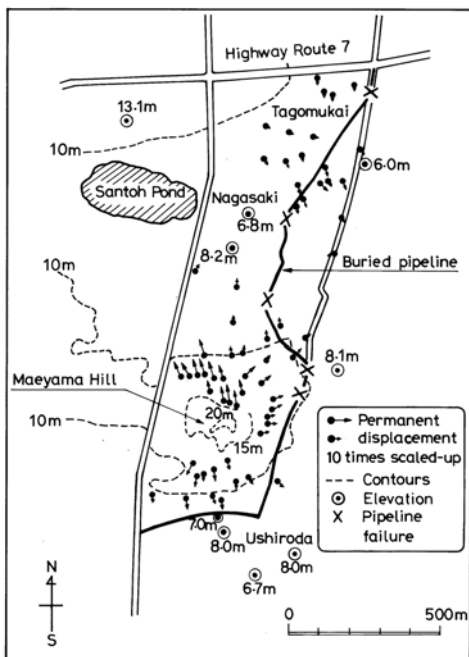 Highway Route 7
13·1m
Tagomukai
10m
6·0m
Santoh Pond
Nagasaki
6·8m
8·2m
Buried pipeline
10m
8·1m
Maeyama Hill
20m
10m
15m
Permanent
displacement
10 times scaled-up
Contours
Elevation
Pipeline
failure
7·0m
8·0m
Ushiroda
8·0m
6·7m
N
S
0 500m